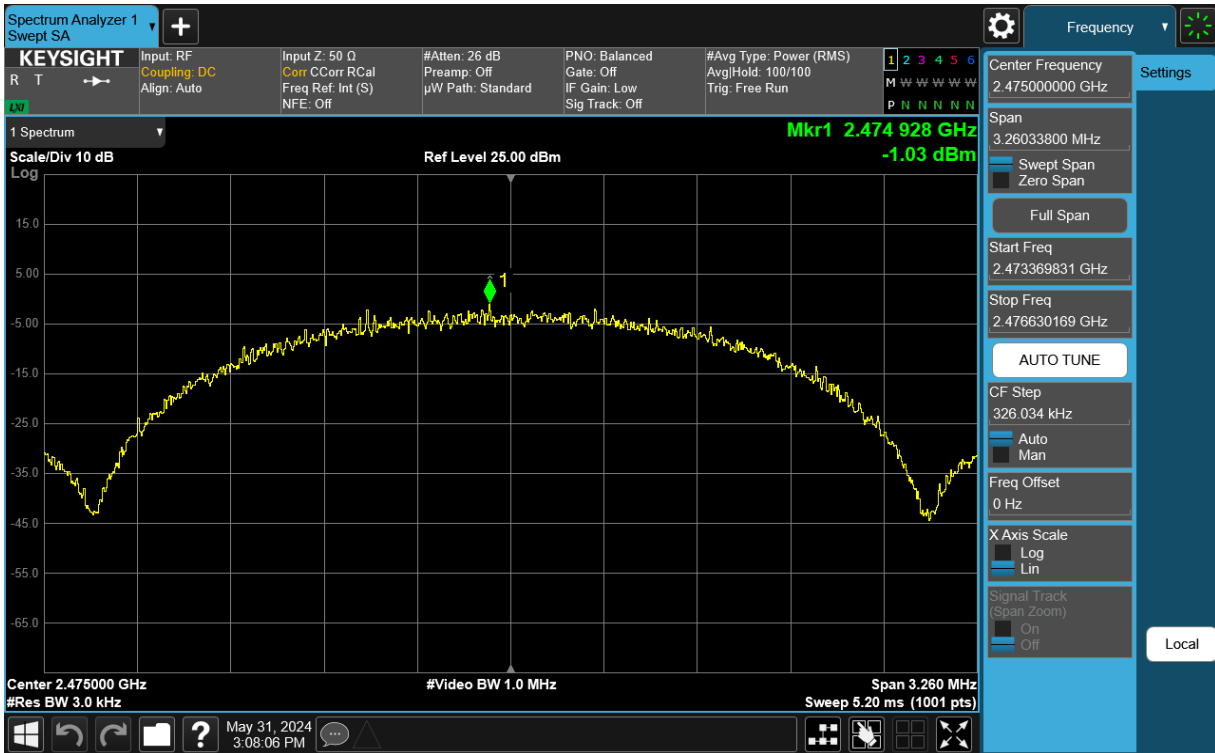 Spectrum Analyzer 1
Swept SA
+
Frequency
KEYSIGHT
R T
LXI
Input: RF
Coupling: DC
Align: Auto
Input Z: 50 Ω
Corr CCorr RCal
Freq Ref: Int (S)
NFE: Off
#Atten: 26 dB
Preamp: Off
µW Path: Standard
PNO: Balanced
Gate: Off
IF Gain: Low
Sig Track: Off
#Avg Type: Power (RMS)
Avg|Hold: 100/100
Trig: Free Run
1 2 3 4 5 6
M W W W W W
P N N N N N
1 Spectrum
Mkr1 2.474 928 GHz
Scale/Div 10 dB
Ref Level 25.00 dBm
-1.03 dBm
Log
15.0
5.00
-5.00
-15.0
-25.0
-35.0
-45.0
-55.0
-65.0
1
Center 2.475000 GHz
#Video BW 1.0 MHz
Span 3.260 MHz
#Res BW 3.0 kHz
Sweep 5.20 ms (1001 pts)
Center Frequency
2.475000000 GHz
Settings
Span
3.26033800 MHz
Swept Span
Zero Span
Full Span
Start Freq
2.473369831 GHz
Stop Freq
2.476630169 GHz
AUTO TUNE
CF Step
326.034 kHz
Auto
Man
Freq Offset
0 Hz
X Axis Scale
Log
Lin
Signal Track
(Span Zoom)
On
Off
Local
?
May 31, 2024
3:08:06 PM